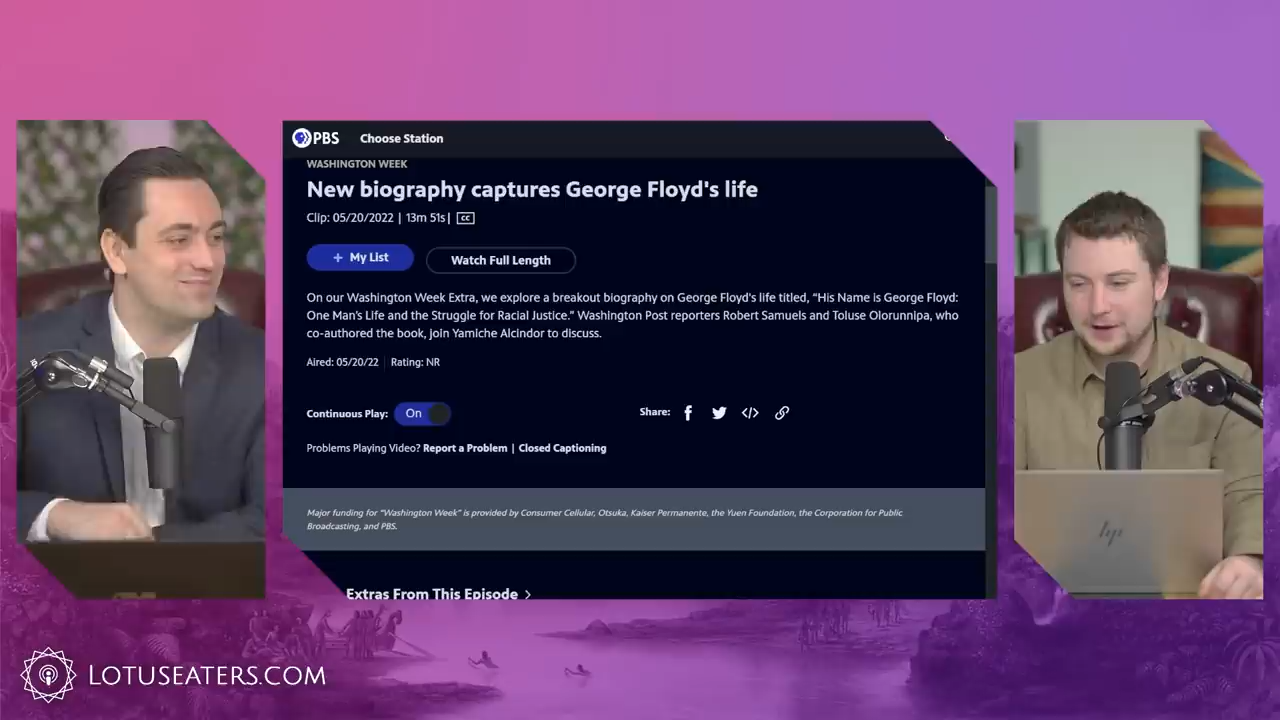 PBS Choose Station
WASHINGTON WEEK
New biography captures George Floyd's life
Clip: 05/20/2022 | 13m 51s | CC
+ My List
Watch Full Length
On our Washington Week Extra, we explore a breakout biography on George Floyd's life titled, “His Name is George Floyd:
One Man’s Life and the Struggle for Racial Justice.” Washington Post reporters Robert Samuels and Toluse Olorunnipa, who
co-authored the book, join Yamiche Alcindor to discuss.
Aired: 05/20/22 | Rating: NR
Continuous Play: On
Share:
Problems Playing Video? Report a Problem | Closed Captioning
Major funding for “Washington Week” is provided by Consumer Cellular, Otsuka, Kaiser Permanente, the Yuen Foundation, the Corporation for Public
Broadcasting, and PBS.
Extras From This Episode >
hp
LOTUSEATERS.COM